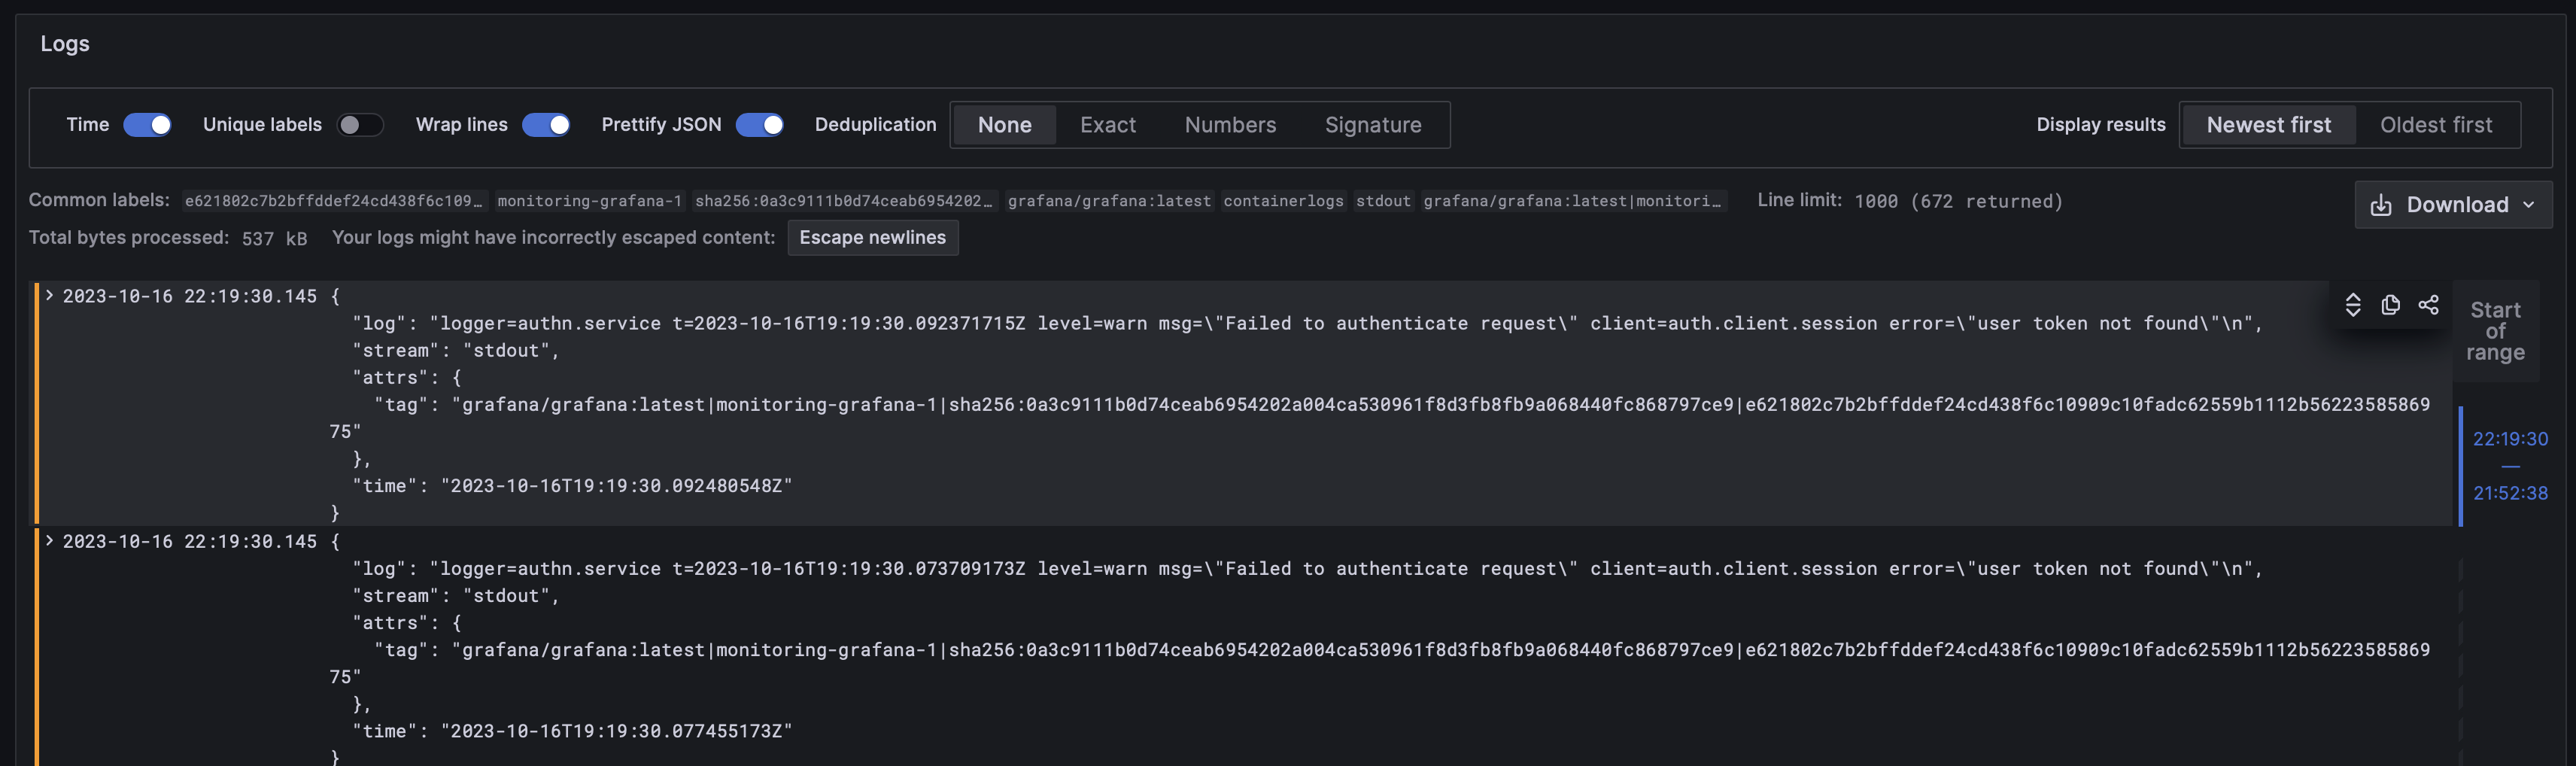 Logs
Time Unique labels Wrap lines Prettify JSON Deduplication None Exact Numbers Signature Display results Newest first Oldest first
Common labels: e621802c7b2bffddef24cd438f6c109… monitoring-grafana-1 sha256:0a3c9111b0d74ceab6954202… grafana/grafana:latest containerlogs stdout grafana/grafana:latest|monitori… Line limit: 1000 (672 returned)
Download
Total bytes processed: 537 kB Your logs might have incorrectly escaped content: Escape newlines
2023-10-16 22:19:30.145 {
"log": "logger=authn.service t=2023-10-16T19:19:30.092371715Z level=warn msg=\"Failed to authenticate request\" client=auth.client.session error=\"user token not found\"\n",
"stream": "stdout",
"attrs": {
"tag": "grafana/grafana:latest|monitoring-grafana-1|sha256:0a3c9111b0d74ceab6954202a004ca530961f8d3fb8fb9a068440fc868797ce9|e621802c7b2bffddef24cd438f6c10909c10fadc62559b1112b56223585869
75"
},
"time": "2023-10-16T19:19:30.092480548Z"
}
2023-10-16 22:19:30.145 {
"log": "logger=authn.service t=2023-10-16T19:19:30.073709173Z level=warn msg=\"Failed to authenticate request\" client=auth.client.session error=\"user token not found\"\n",
"stream": "stdout",
"attrs": {
"tag": "grafana/grafana:latest|monitoring-grafana-1|sha256:0a3c9111b0d74ceab6954202a004ca530961f8d3fb8fb9a068440fc868797ce9|e621802c7b2bffddef24cd438f6c10909c10fadc62559b1112b56223585869
75"
},
"time": "2023-10-16T19:19:30.077455173Z"
}
Start
of
range
22:19:30
—
21:52:38